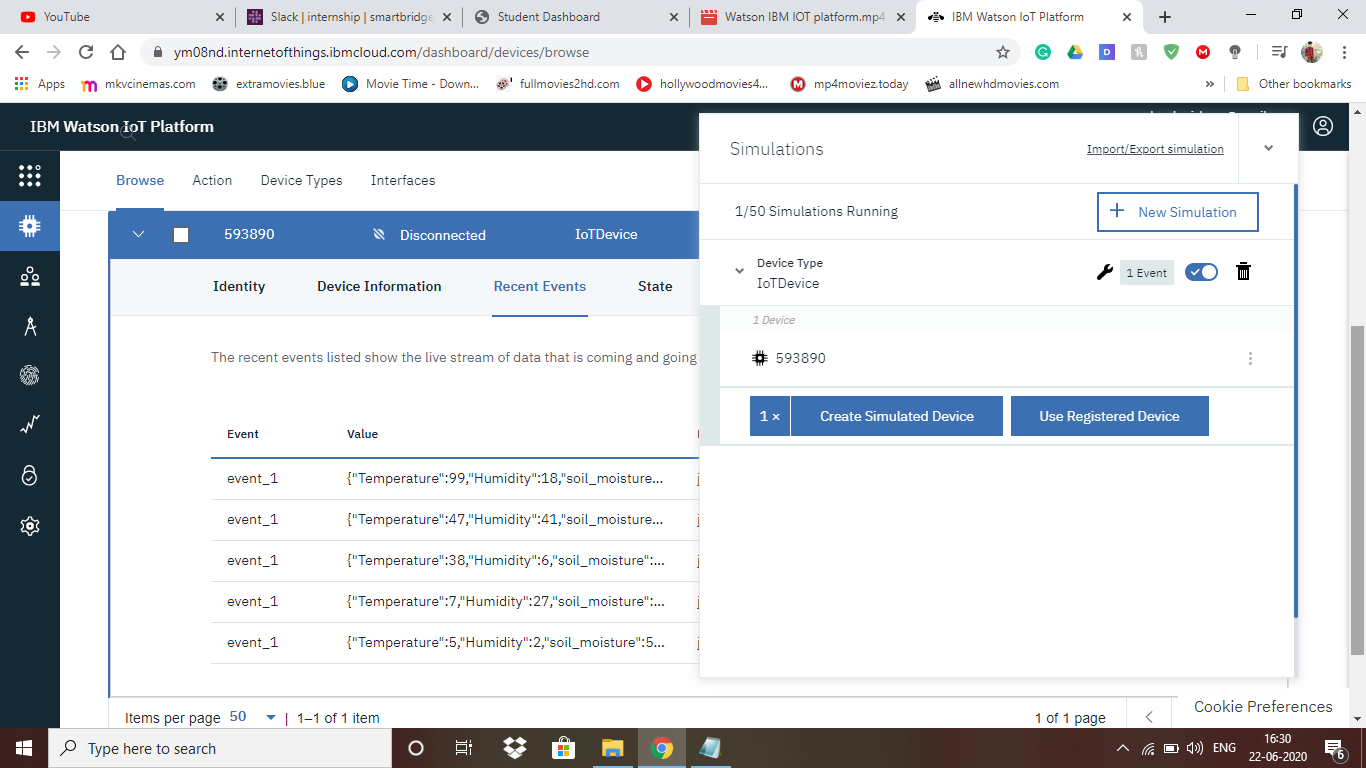 YouTube
Slack | internship | smartbridge
Student Dashboard
Watson IBM IOT platform.mp4
IBM Watson IoT Platform
ym08nd.internetofthings.ibmcloud.com/dashboard/devices/browse
Apps
mkvcinemas.com
extramovies.blue
Movie Time - Down...
fullmovies2hd.com
hollywoodmovies4...
mp4moviez.today
allnewhdmovies.com
»
Other bookmarks
IBM Watson IoT Platform
Browse
Action
Device Types
Interfaces
593890
Disconnected
IoTDevice
Identity
Device Information
Recent Events
State
The recent events listed show the live stream of data that is coming and going
Event
Value
event_1
{"Temperature":99,"Humidity":18,"soil_moisture...
event_1
{"Temperature":47,"Humidity":41,"soil_moisture...
event_1
{"Temperature":38,"Humidity":6,"soil_moisture":...
event_1
{"Temperature":7,"Humidity":27,"soil_moisture":...
event_1
{"Temperature":5,"Humidity":2,"soil_moisture":5...
Items per page 50 | 1–1 of 1 item
1 of 1 page
Simulations
Import/Export simulation
1/50 Simulations Running
+ New Simulation
Device Type
IoTDevice
1 Event
1 Device
593890
1 ×
Create Simulated Device
Use Registered Device
Cookie Preferences
Type here to search
ENG
16:30
22-06-2020
6